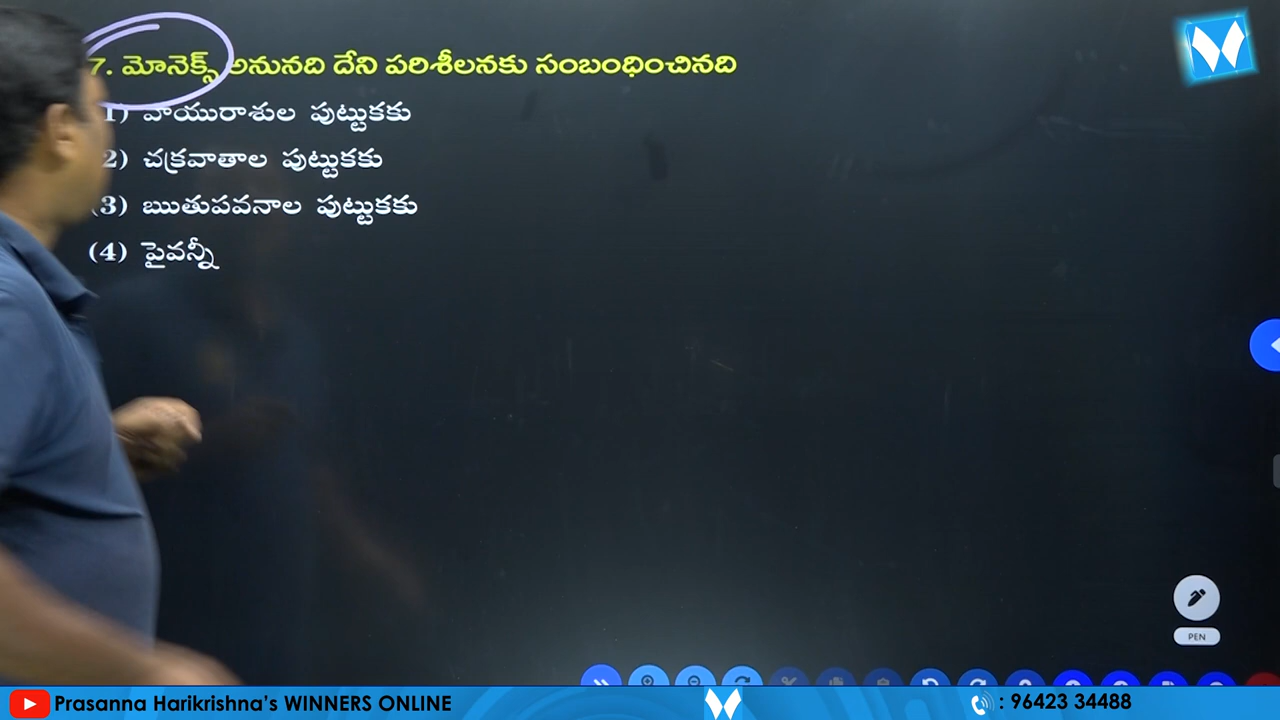 7. మోనెక్స్ అనునది దేని పరిశీలనకు సంబంధించినది
(1) వాయురాశుల పుట్టుకకు
(2) చక్రవాతాల పుట్టుకకు
(3) ఋతుపవనాల పుట్టుకకు
(4) పైవన్నీ
PEN
Prasanna Harikrishna's WINNERS ONLINE
: 96423 34488